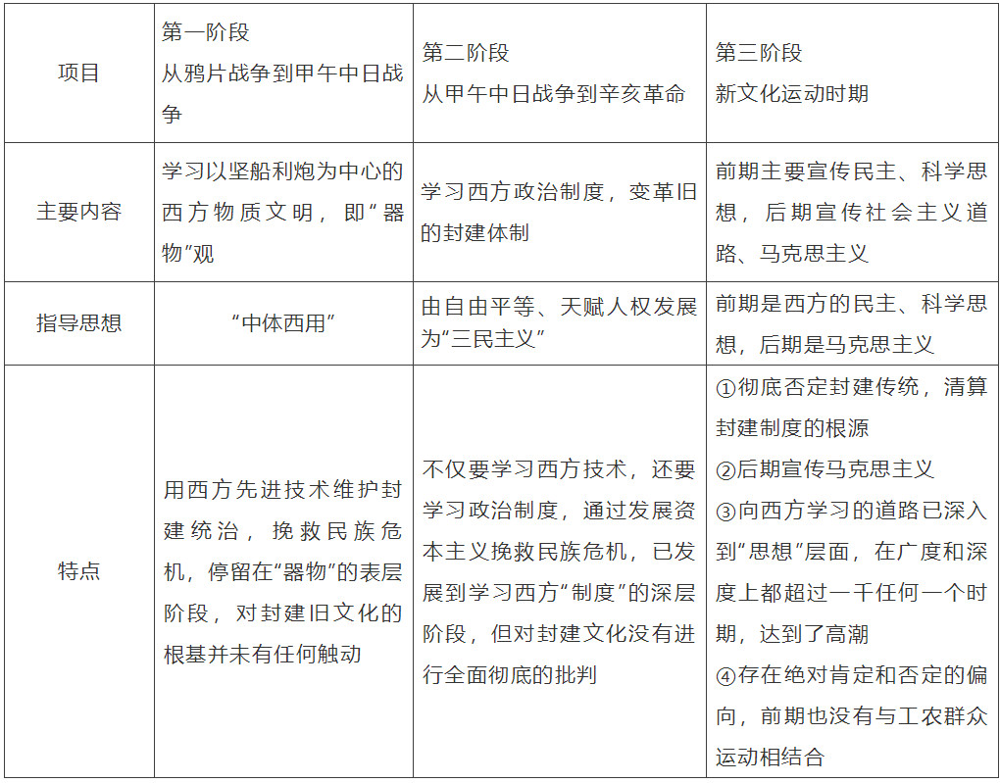 项目
第一阶段
从鸦片战争到甲午中日战
争
第二阶段
从甲午中日战争到辛亥革命
第三阶段
新文化运动时期
主要内容
学习以坚船利炮为中心的
西方物质文明，即“器
物”观
学习西方政治制度，变革旧
的封建体制
前期主要宣传民主、科学思
想，后期宣传社会主义道
路、马克思主义
指导思想
“中体西用”
由自由平等、天赋人权发展
为“三民主义”
前期是西方的民主、科学思
想，后期是马克思主义
特点
用西方先进技术维护封
建统治，挽救民族危
机，停留在“器物”的表层
阶段，对封建旧文化的
根基并未有任何触动
不仅要学习西方技术，还要
学习政治制度，通过发展资
本主义挽救民族危机，已发
展到学习西方“制度”的深层
阶段，但对封建文化没有进
行全面彻底的批判
①彻底否定封建传统，清算
封建制度的根源
②后期宣传马克思主义
③向西方学习的道路已深入
到“思想”层面，在广度和深
度上都超过一千任何一个时
期，达到了高潮
④存在绝对肯定和否定的偏
向，前期也没有与工农群众
运动相结合